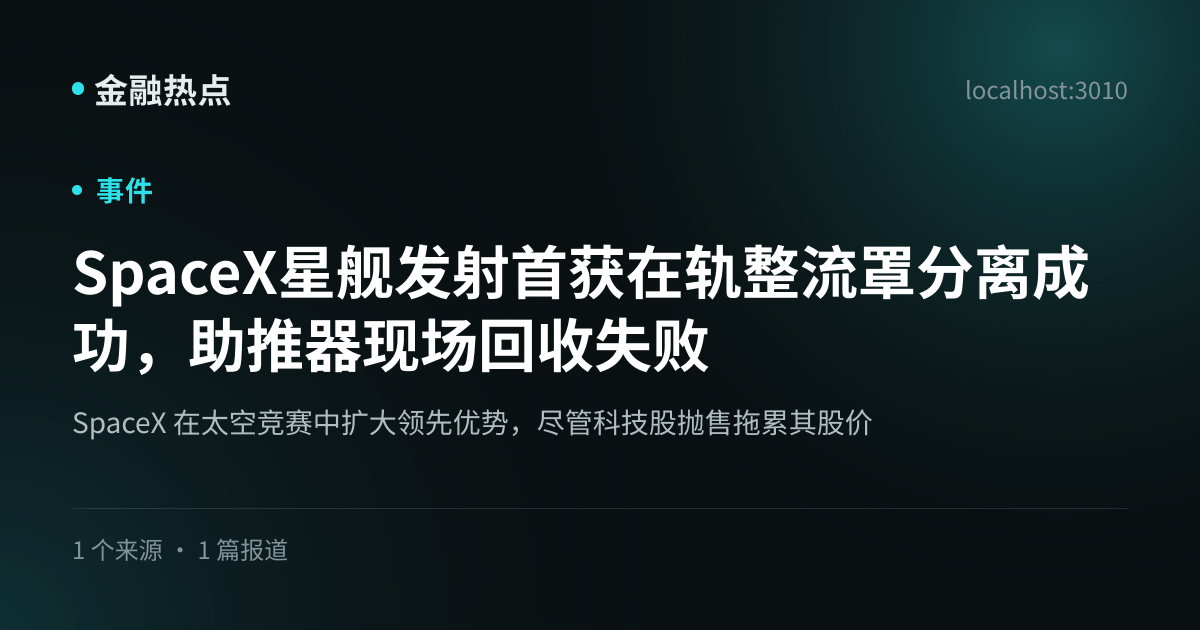 金融热点
localhost:3010
事件
SpaceX星舰发射首获在轨整流罩分离成
功，助推器现场回收失败
SpaceX 在太空竞赛中扩大领先优势，尽管科技股抛售拖累其股价
1 个来源 · 1 篇报道